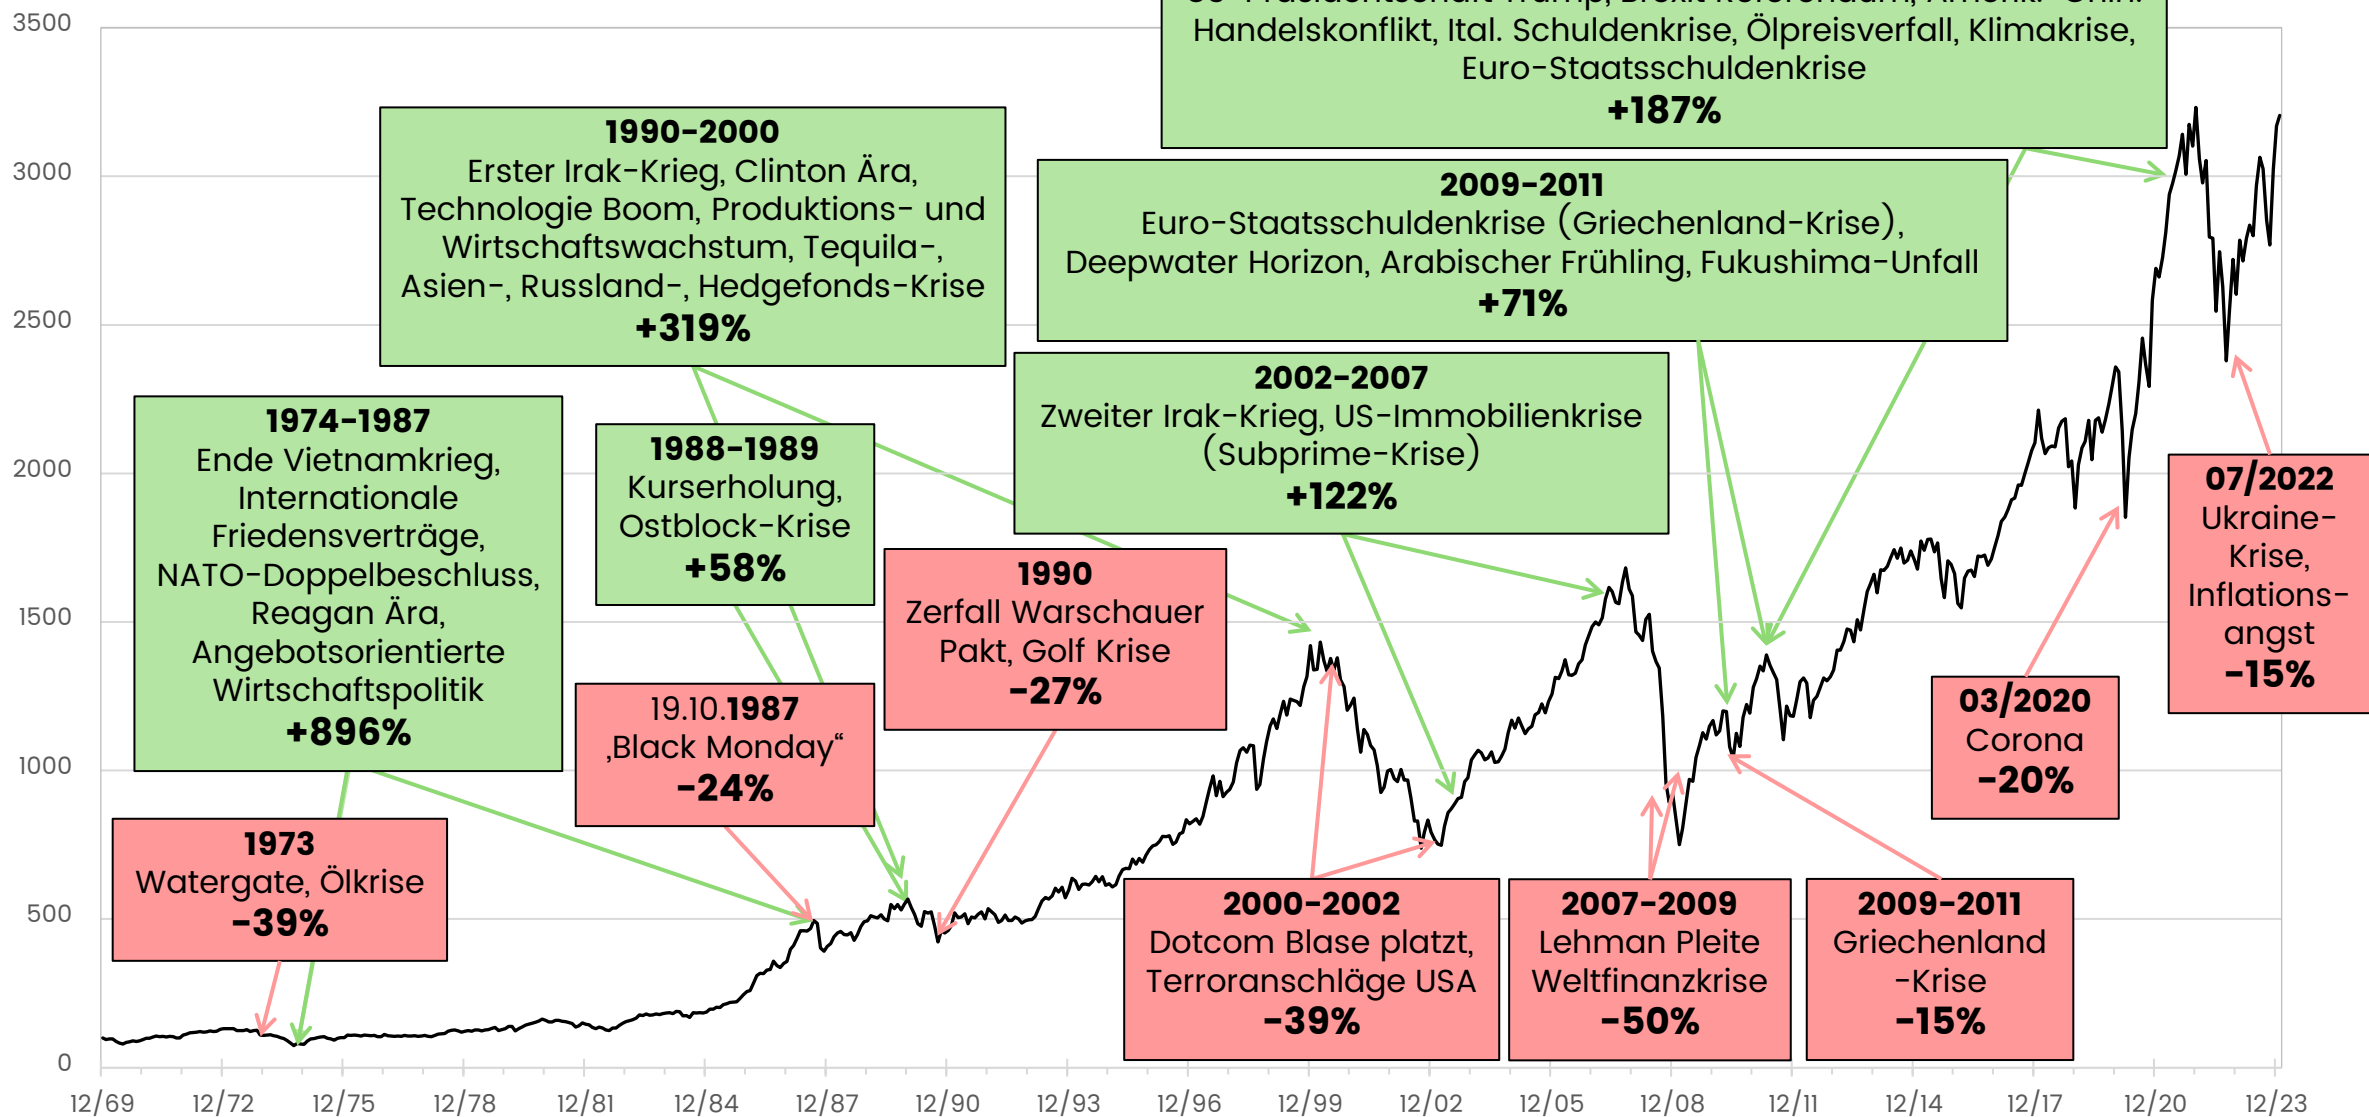 Handelskonflikt, Ital. Schuldenkrise, Ölpreisverfall, Klimakrise,
Euro-Staatsschuldenkrise
+187%
1990-2000
Erster Irak-Krieg, Clinton Ära,
Technologie Boom, Produktions- und
Wirtschaftswachstum, Tequila-,
Asien-, Russland-, Hedgefonds-Krise
+319%
2009-2011
Euro-Staatsschuldenkrise (Griechenland-Krise),
Deepwater Horizon, Arabischer Frühling, Fukushima-Unfall
+71%
2002-2007
Zweiter Irak-Krieg, US-Immobilienkrise
(Subprime-Krise)
+122%
1974-1987
Ende Vietnamkrieg,
Internationale
Friedensverträge,
NATO-Doppelbeschluss,
Reagan Ära,
Angebotsorientierte
Wirtschaftspolitik
+896%
1988-1989
Kurserholung,
Ostblock-Krise
+58%
1990
Zerfall Warschauer
Pakt, Golf Krise
-27%
19.10.1987
‚Black Monday“
-24%
07/2022
Ukraine-
Krise,
Inflations-
angst
-15%
03/2020
Corona
-20%
1973
Watergate, Ölkrise
-39%
2000-2002
Dotcom Blase platzt,
Terroranschläge USA
-39%
2007-2009
Lehman Pleite
Weltfinanzkrise
-50%
2009-2011
Griechenland
-Krise
-15%
3500
3000
2500
2000
1500
1000
500
0
12/69 12/72 12/75 12/78 12/81 12/84 12/87 12/90 12/93 12/96 12/99 12/02 12/05 12/08 12/11 12/14 12/17 12/20 12/23